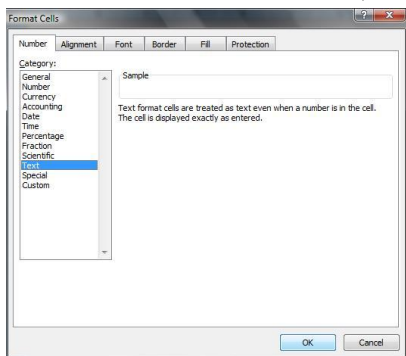 Format Cells
Number Alignment Font Border Fill Protection
Category:
General
Number
Currency
Accounting
Date
Time
Percentage
Fraction
Scientific
Text
Special
Custom
Sample
Text format cells are treated as text even when a number is in the cell.
The cell is displayed exactly as entered.
OK Cancel